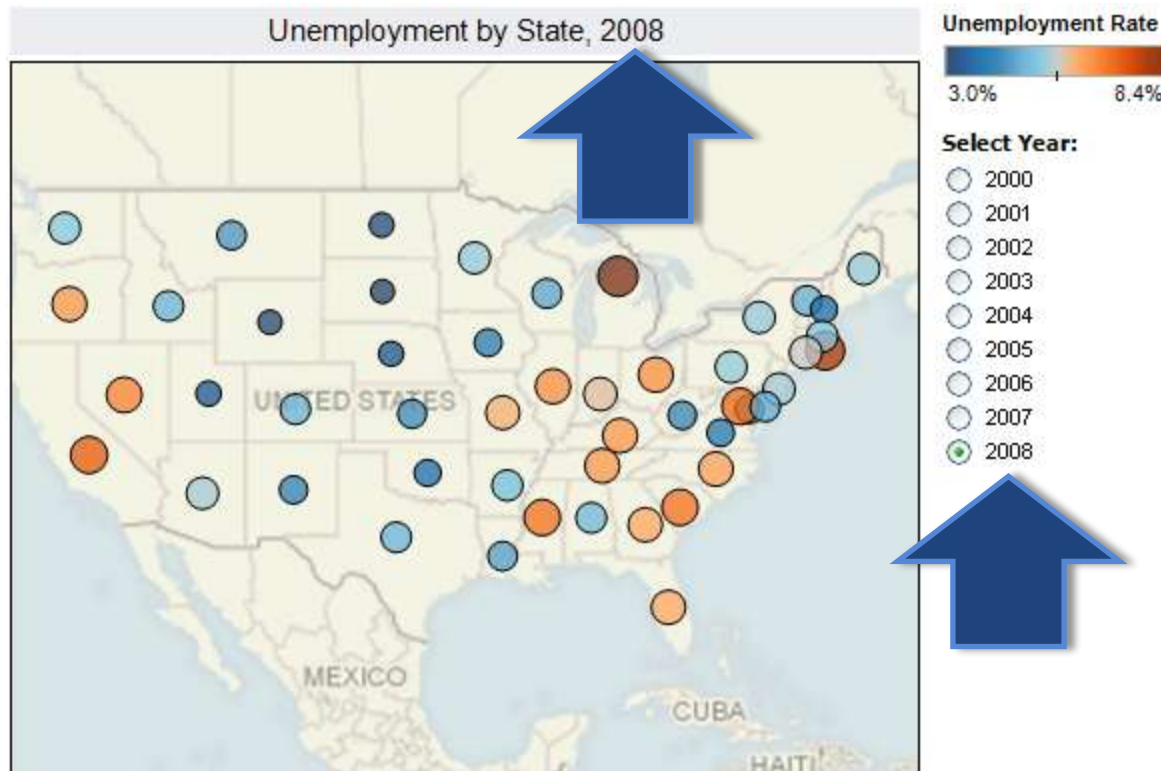 Unemployment by State, 2008
Unemployment Rate
3.0%
8.4%
Select Year:
2000
2001
2002
2003
2004
2005
2006
2007
2008
UNITED STATES
MEXICO
CUBA
HAITI